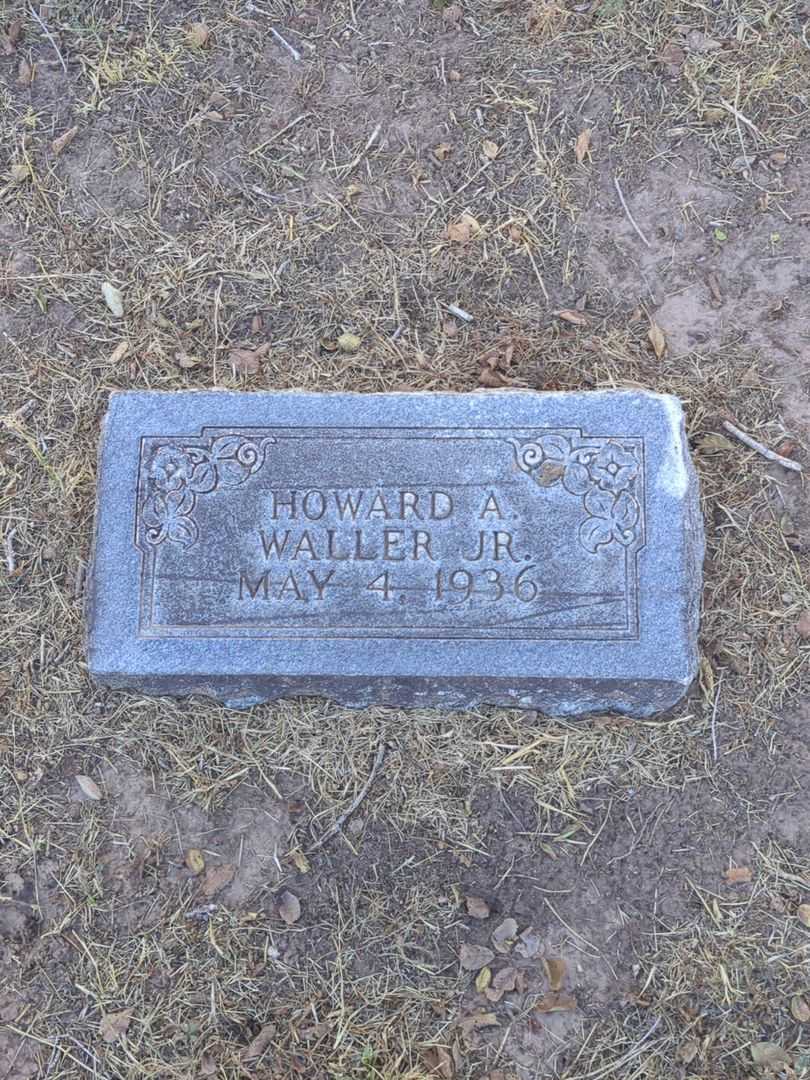 HOWARD A.
WALLER JR.
MAY 4, 1936